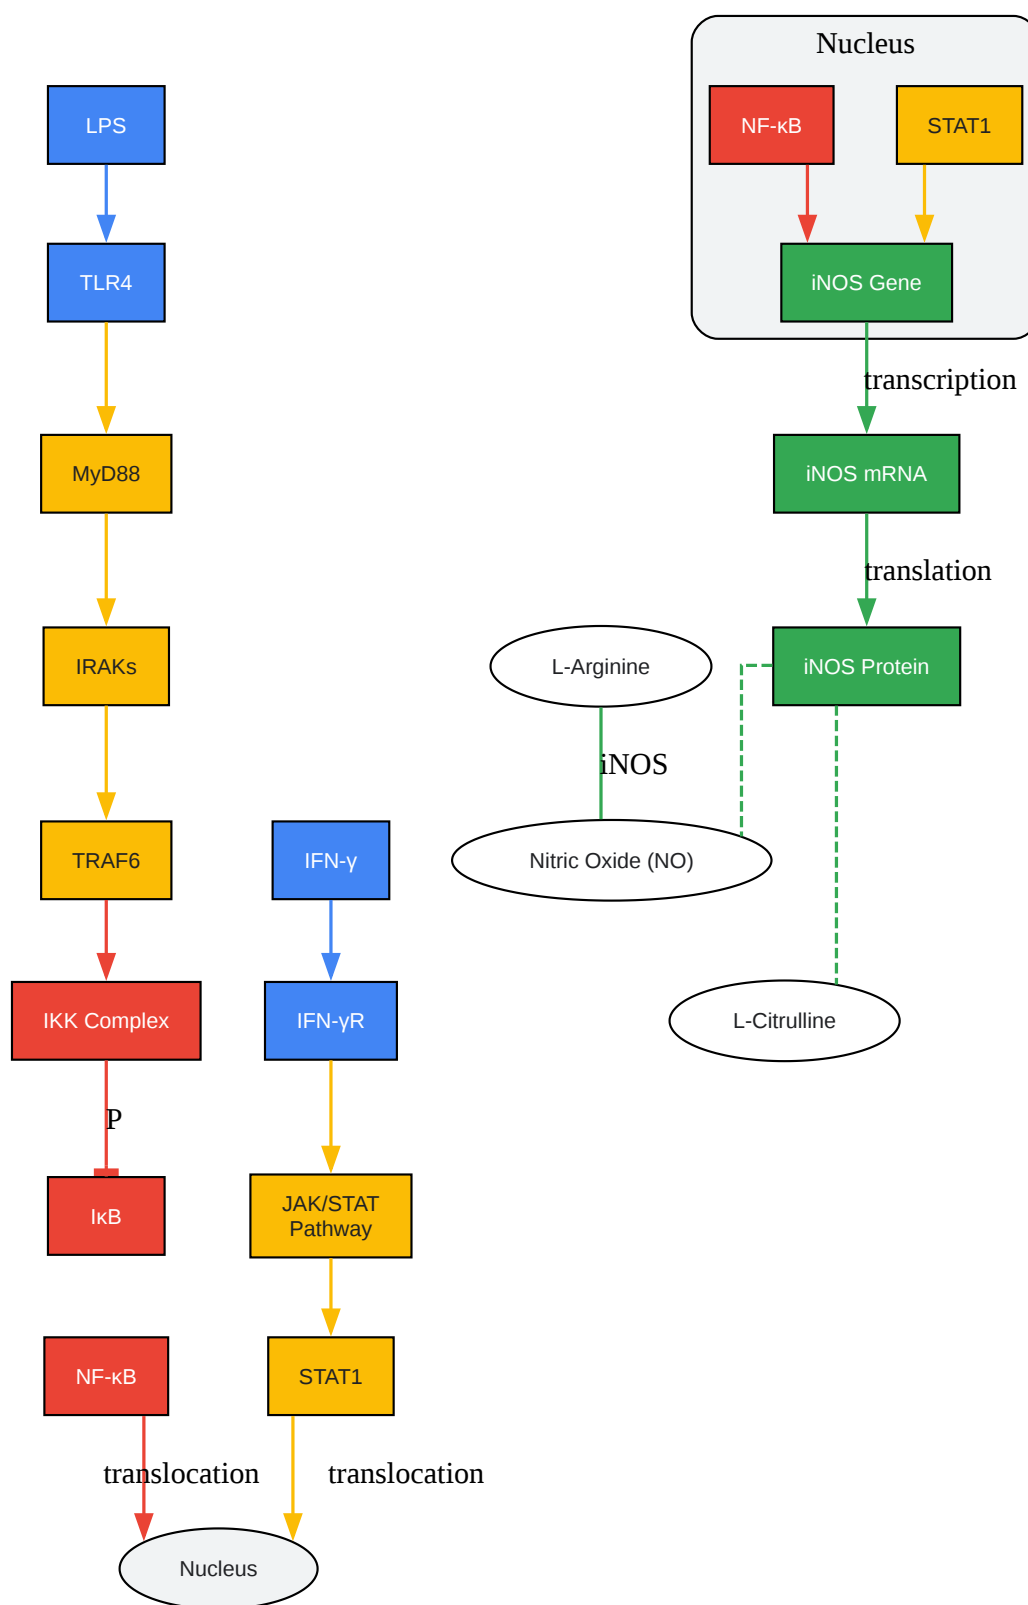 Nucleus
LPS
NF-κB
STAT1
TLR4
iNOS Gene
transcription
MyD88
iNOS mRNA
translation
IRAKs
L-Arginine
iNOS Protein
iNOS
TRAF6
IFN-γ
Nitric Oxide (NO)
IKK Complex
IFN-γR
L-Citrulline
P
JAK/STAT
Pathway
IκB
NF-κB
STAT1
translocation
translocation
Nucleus